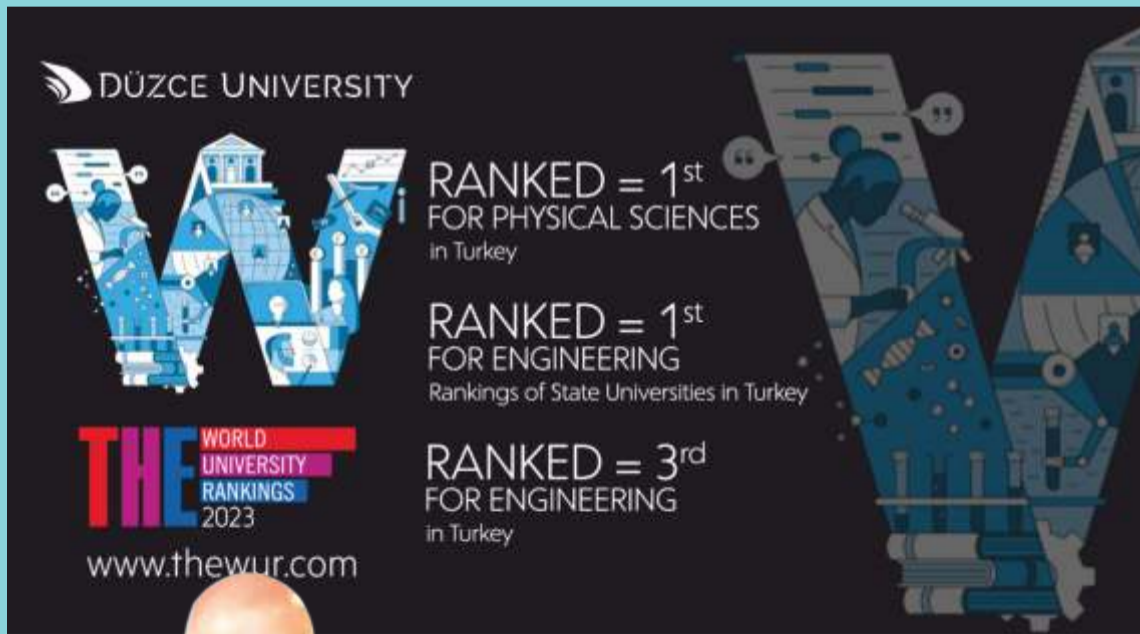 DÜZCE UNIVERSITY
RANKED = 1st
FOR PHYSICAL SCIENCES
in Turkey
RANKED = 1st
FOR ENGINEERING
Rankings of State Universities in Turkey
RANKED = 3rd
FOR ENGINEERING
in Turkey
THE
WORLD
UNIVERSITY
RANKINGS
2023
www.thewur.com